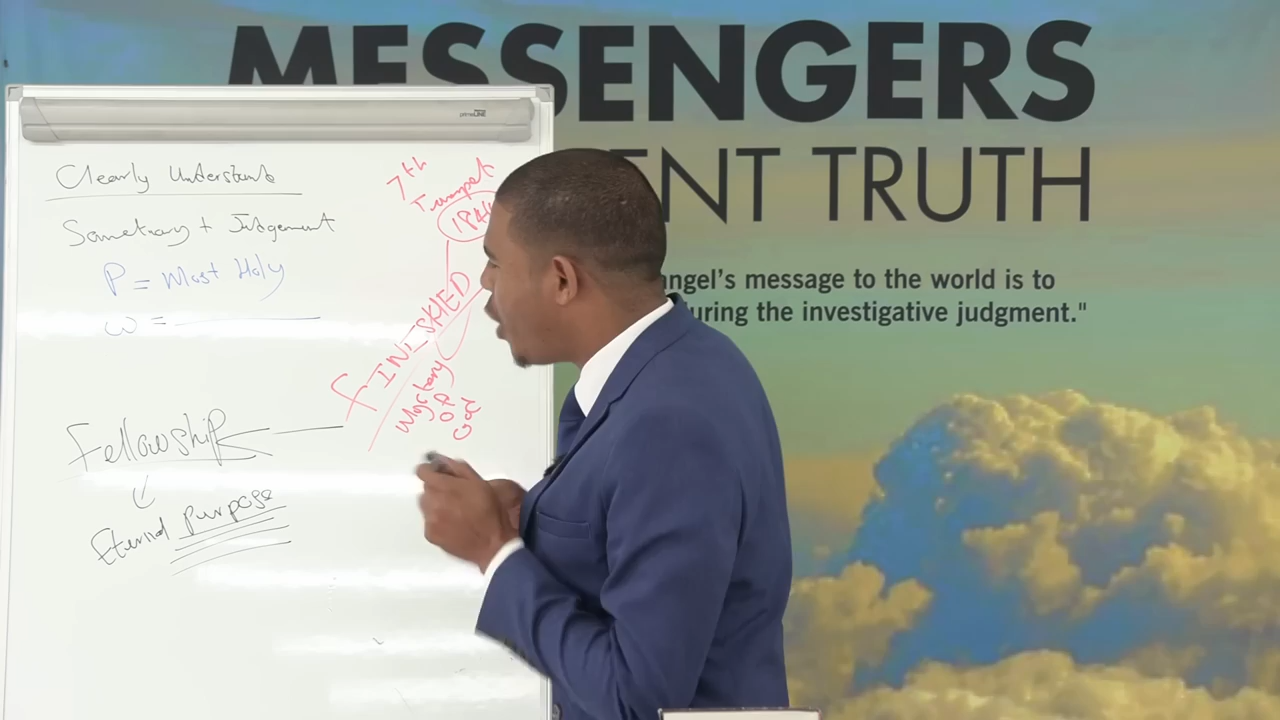 MESSENGERS
ENT TRUTH
angel's message to the world is to
uring the investigative judgment."
Clearly Understand
Sanctuary + Judgement
P = Most Holy
W =
7th
Trumpet
1844
FINISHED
Mystery
of
God
Fellowship
Eternal Purpose